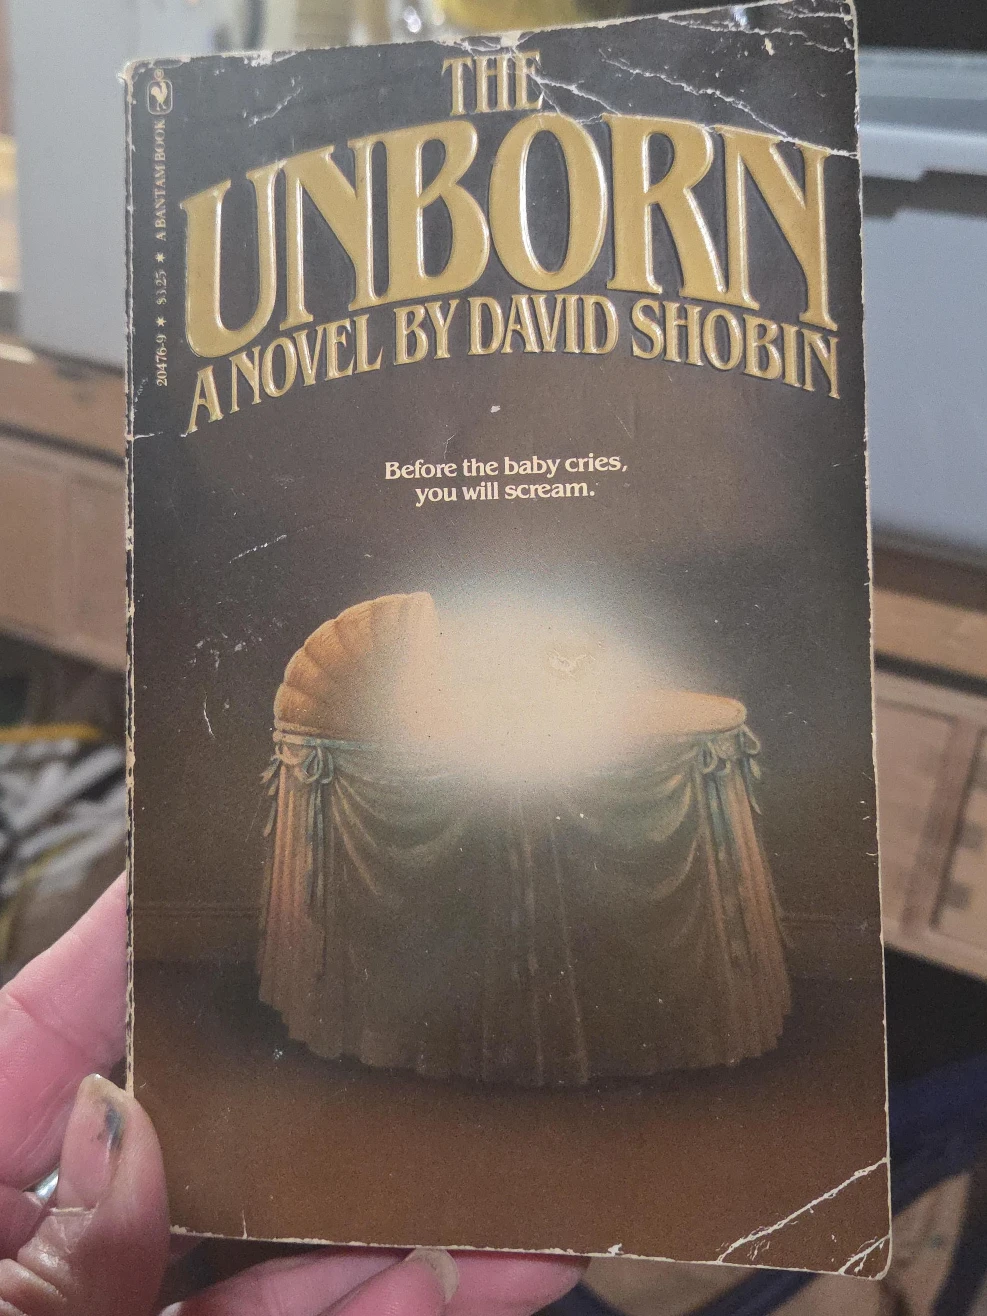 THE
UNBORN
A NOVEL BY DAVID SHOBIN
Before the baby cries,
you will scream.
20476-9 ★ $3.25 ★ A BANTAM BOOK